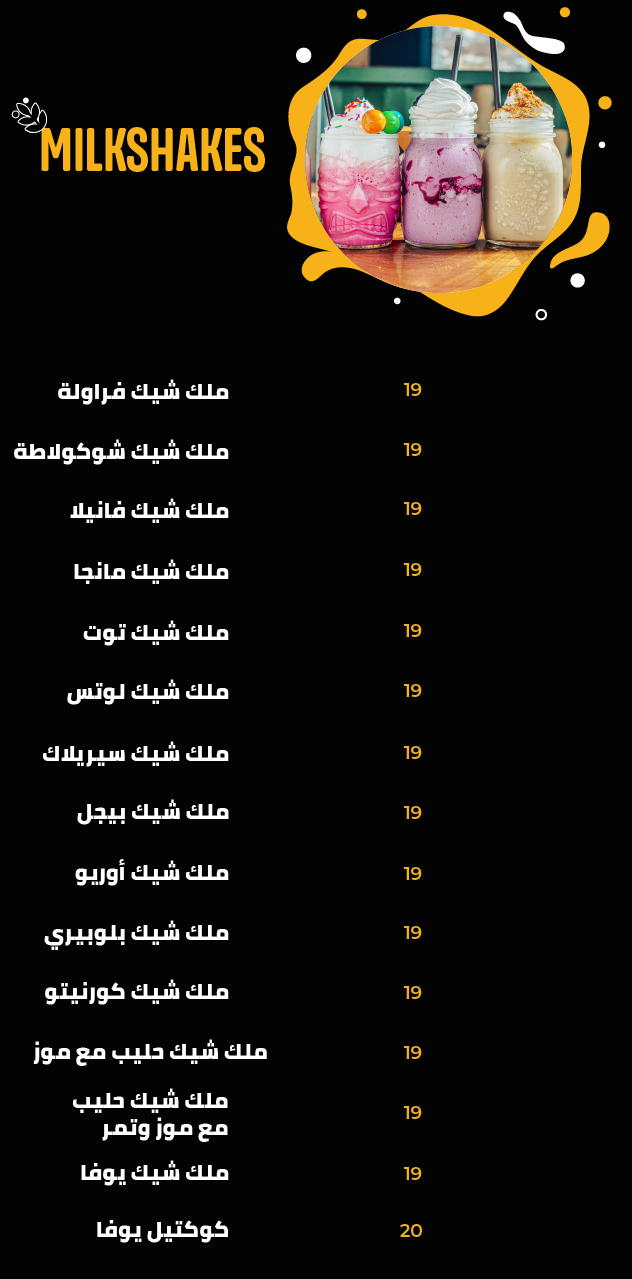 MILKSHAKES
ملك شيك فراولة 19
ملك شيك شوكولاطة 19
ملك شيك فانيلا 19
ملك شيك مانجا 19
ملك شيك توت 19
ملك شيك لوتس 19
ملك شيك سيريلاك 19
ملك شيك بيجل 19
ملك شيك أوريو 19
ملك شيك بلوبيري 19
ملك شيك كورنيتو 19
ملك شيك حليب مع موز 19
ملك شيك حليب
مع موز وتمر 19
ملك شيك يوفا 19
كوكتيل يوفا 20